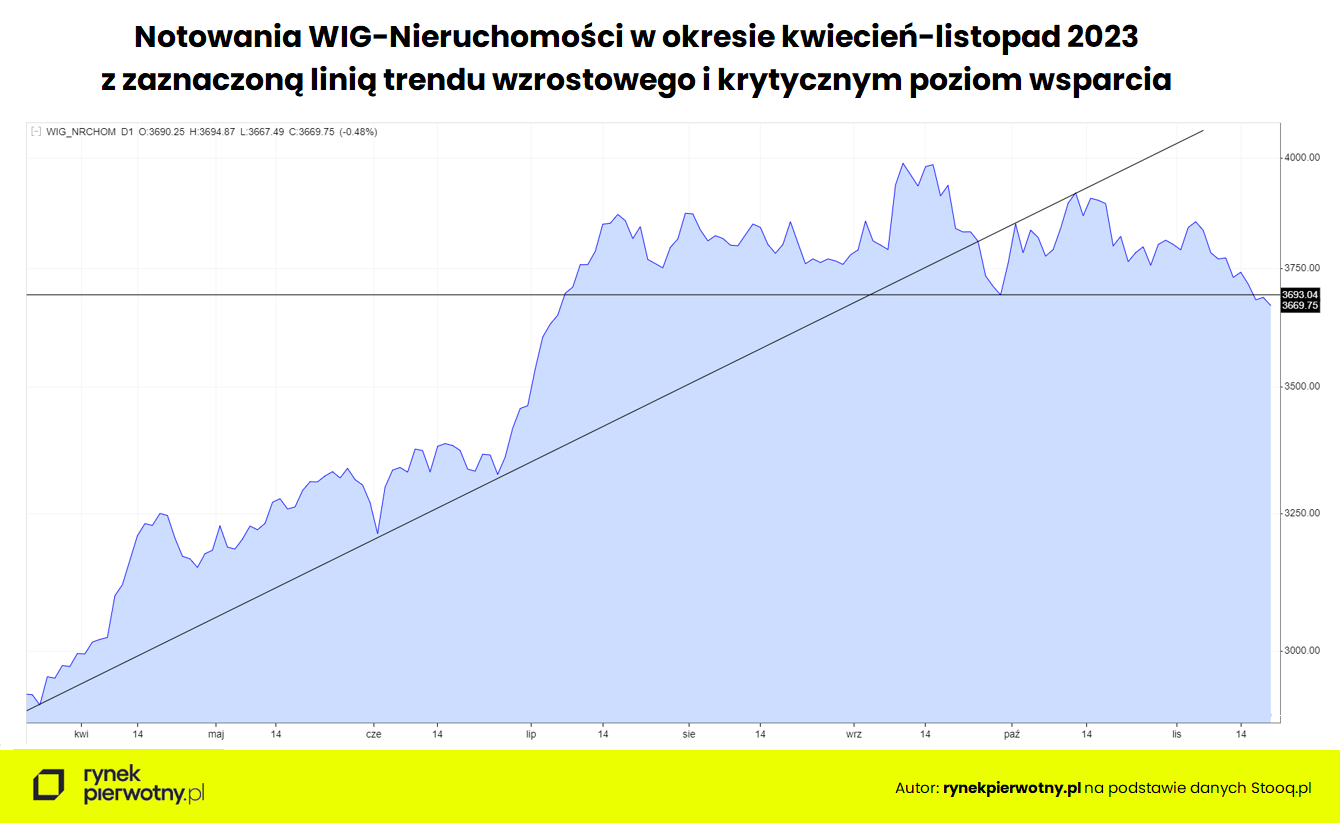 Notowania WIG-Nieruchomości w okresie kwiecień-listopad 2023
z zaznaczoną linią trendu wzrostowego i krytycznym poziom wsparcia
[-] WIG_NRCHOM D1 O:3690.25 H:3694.87 L:3667.49 C:3669.75 (-0.48%)
4000.00
3750.00
3693.04
3669.75
3500.00
3250.00
3000.00
kwi 14 maj 14 cze 14 lip 14 sie 14 wrz 14 paź 14 lis 14
rynek
pierwotny.pl
Autor: rynekpierwotny.pl na podstawie danych Stooq.pl